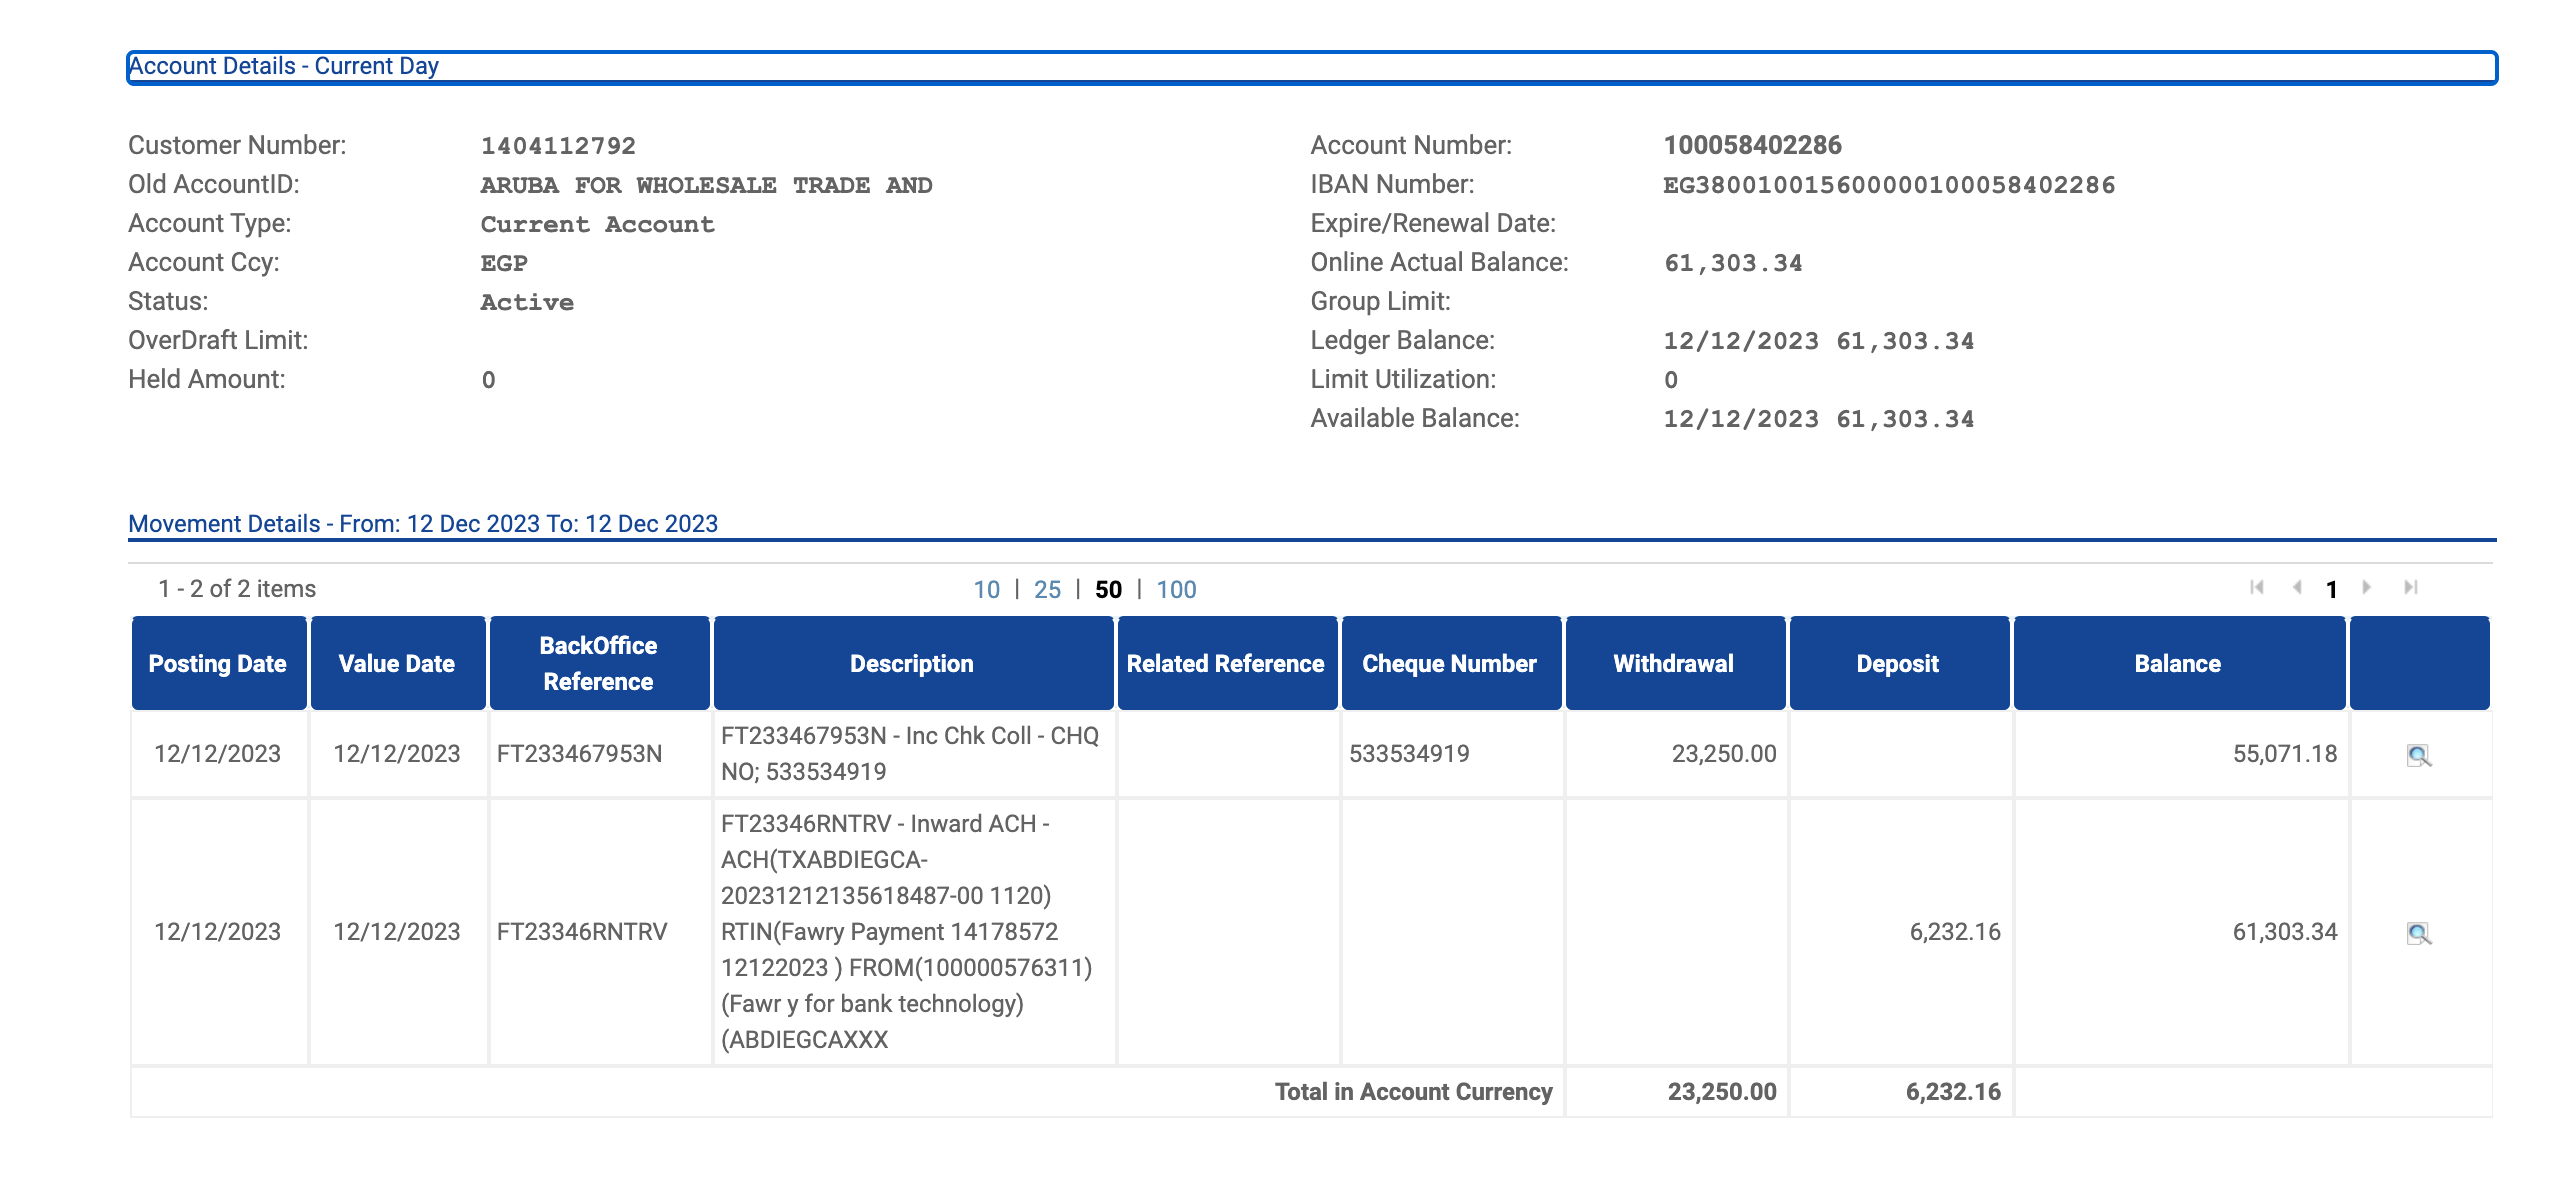 Account Details - Current Day
Customer Number: 1404112792
Old AccountID: ARUBA FOR WHOLESALE TRADE AND
Account Type: Current Account
Account Ccy: EGP
Status: Active
OverDraft Limit:
Held Amount: 0
Account Number: 100058402286
IBAN Number: EG380010015600000100058402286
Expire/Renewal Date:
Online Actual Balance: 61,303.34
Group Limit:
Ledger Balance: 12/12/2023 61,303.34
Limit Utilization: 0
Available Balance: 12/12/2023 61,303.34
Movement Details - From: 12 Dec 2023 To: 12 Dec 2023
1 - 2 of 2 items 10 | 25 | 50 | 100 1
Posting Date Value Date BackOffice Reference Description Related Reference Cheque Number Withdrawal Deposit Balance
12/12/2023 12/12/2023 FT233467953N
FT233467953N - Inc Chk Coll - CHQ
NO; 533534919
533534919 23,250.00 55,071.18
12/12/2023 12/12/2023 FT23346RNTRV
FT23346RNTRV - Inward ACH -
ACH(TXABDIEGCA-
20231212135618487-00 1120)
RTIN(Fawry Payment 14178572
12122023 ) FROM(100000576311)
(Fawr y for bank technology)
(ABDIEGCAXXX
6,232.16 61,303.34
Total in Account Currency 23,250.00 6,232.16